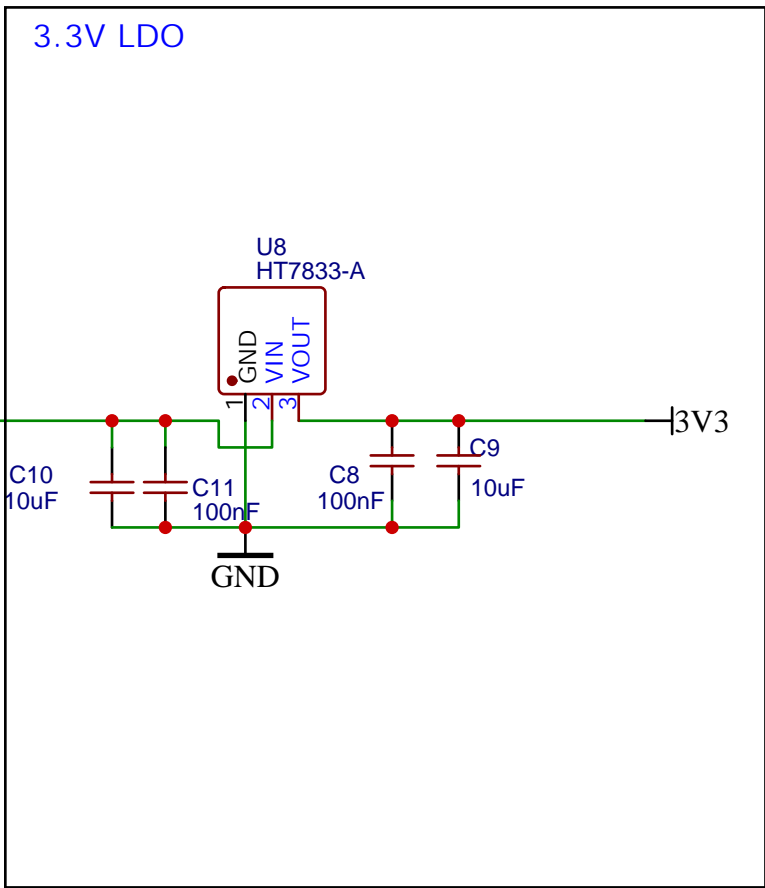 3.3V LDO
U8
HT7833-A
GND
VIN
VOUT
1
2
3
3V3
C10
10uF
C11
100nF
C8
100nF
C9
10uF
GND